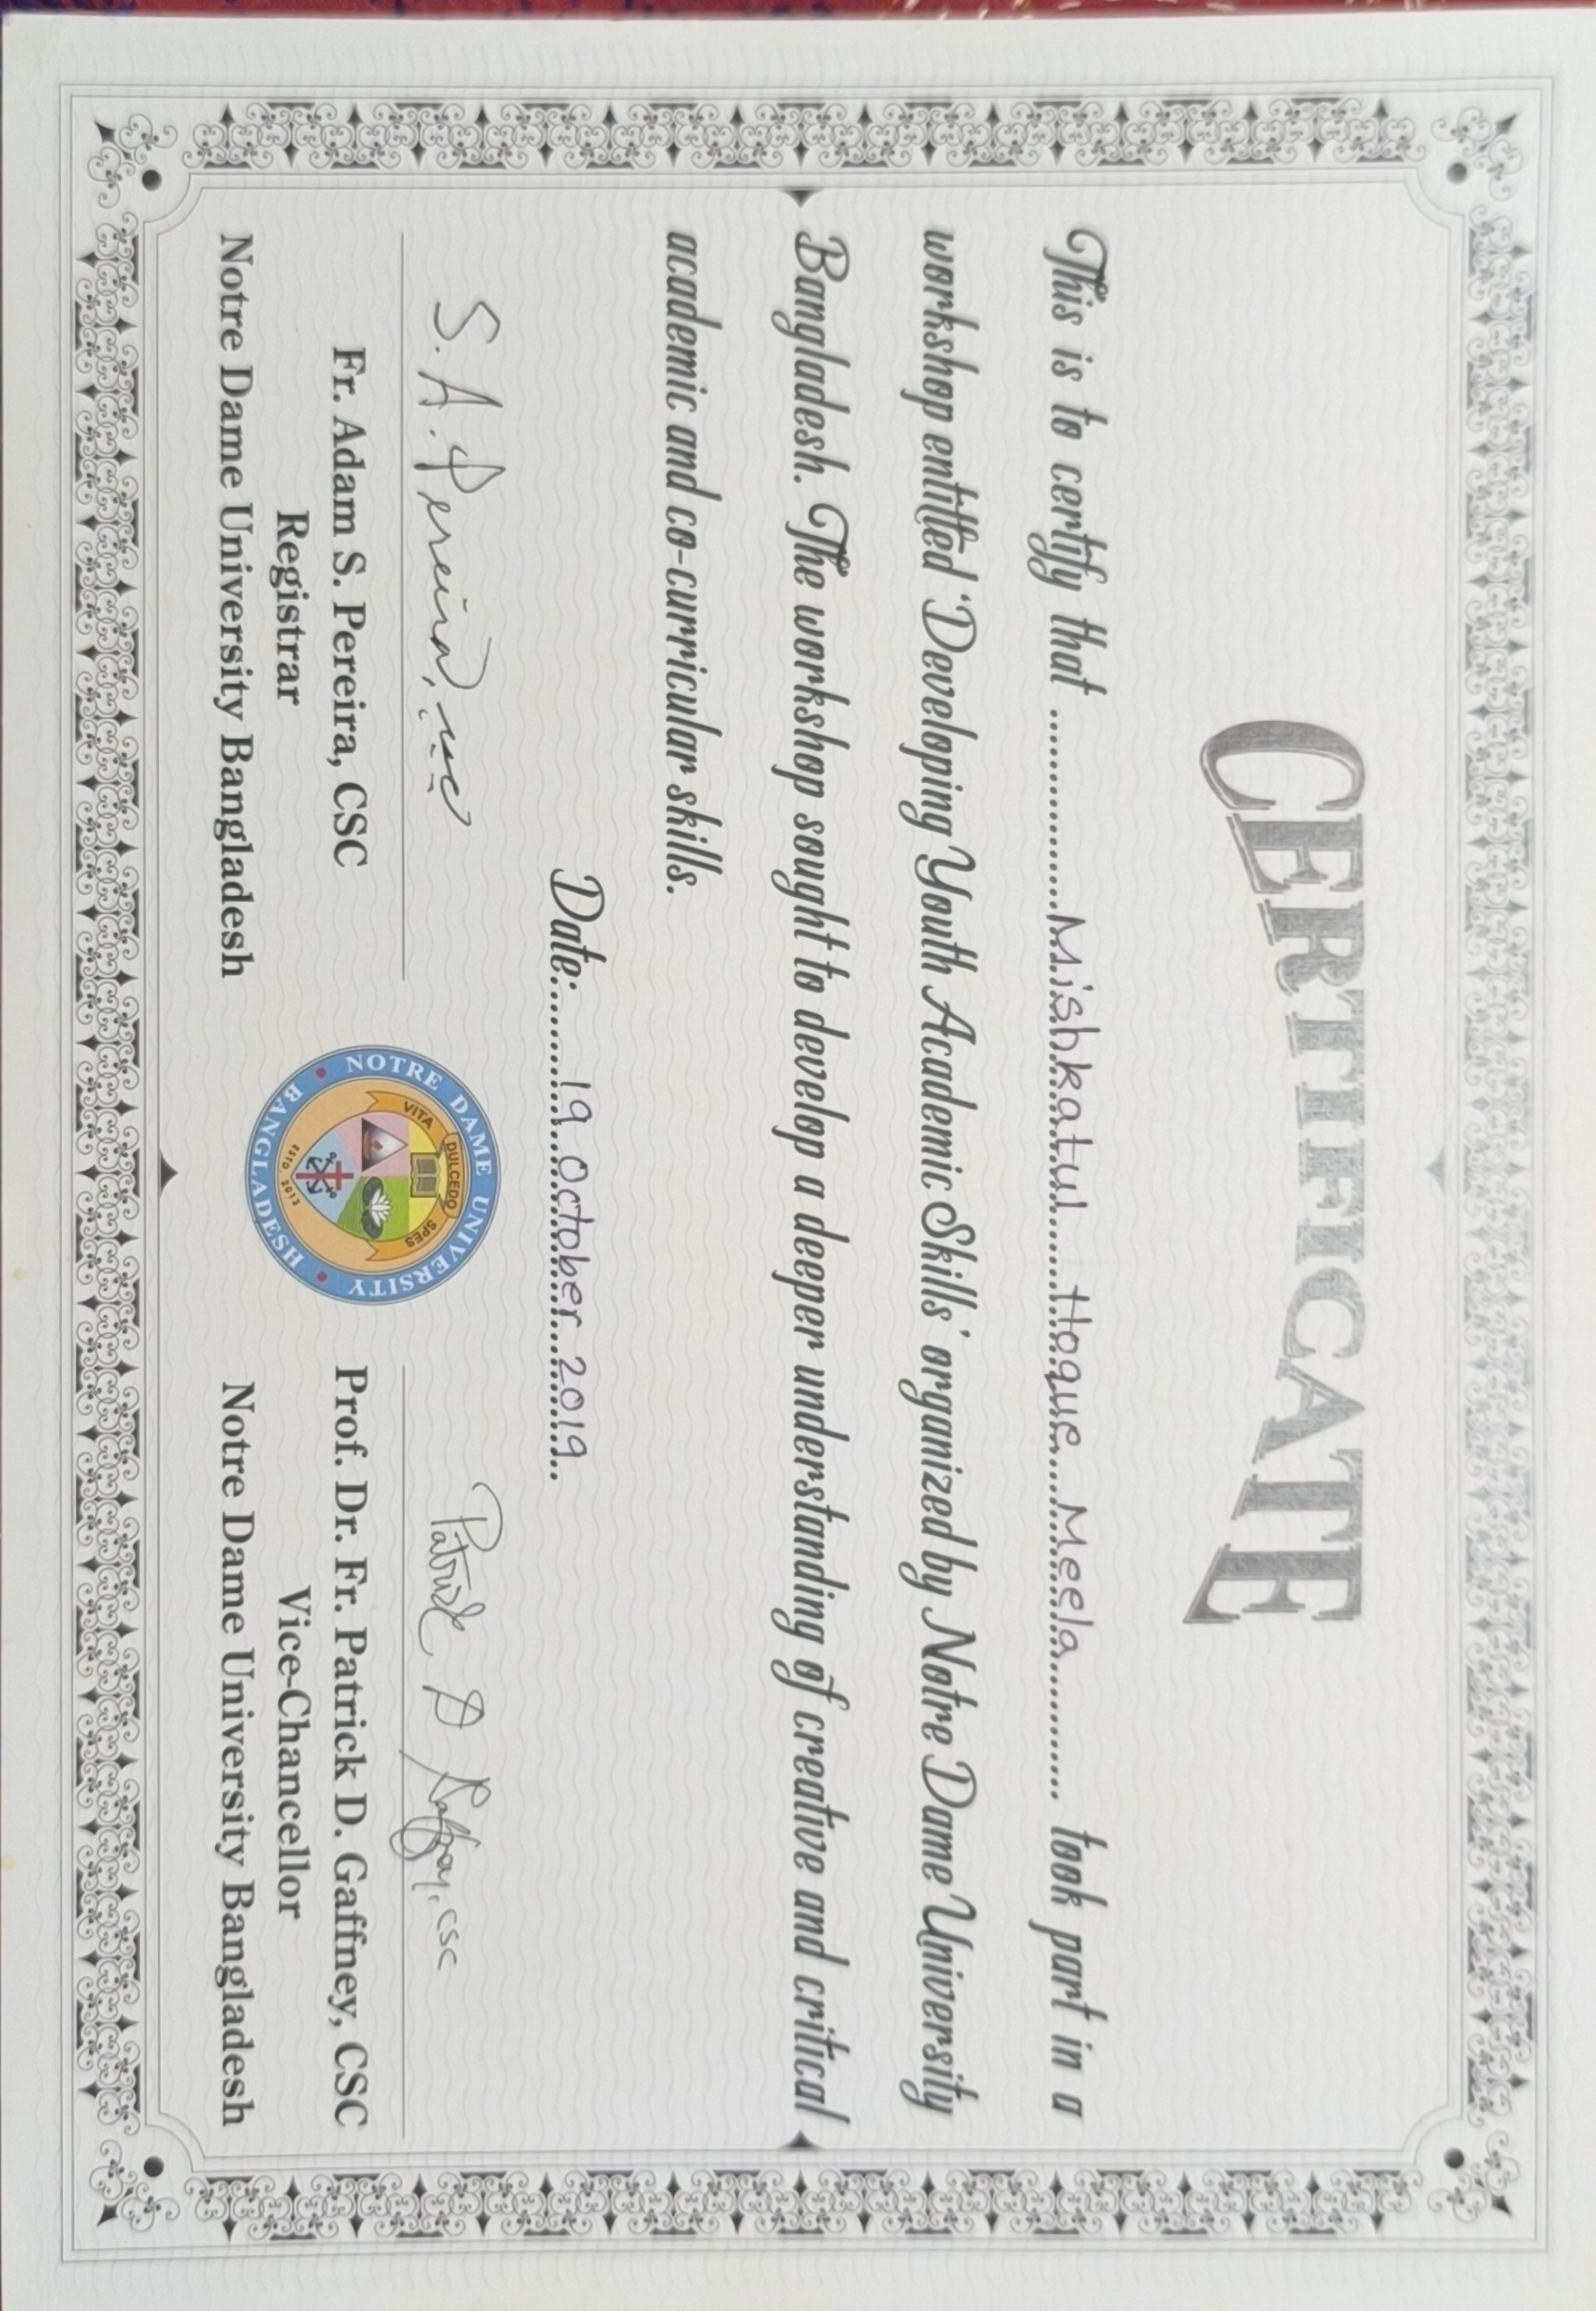 CERTIFICATE
This is to certify that ................Mishkatul Hoque Meela........... took part in a
workshop entitled ‘Developing Youth Academic Skills’ organized by Notre Dame University
Bangladesh. The workshop sought to develop a deeper understanding of creative and critical
academic and co-curricular skills.
Date:......19 October 2019..
S. A. Pereira, csc
Patrick D Gaffney, csc
NOTRE DAME UNIVERSITY
DULCEDO
VITA
SPES
ESTD. 2013
BANGLADESH
Fr. Adam S. Pereira, CSC
Registrar
Notre Dame University Bangladesh
Prof. Dr. Fr. Patrick D. Gaffney, CSC
Vice-Chancellor
Notre Dame University Bangladesh